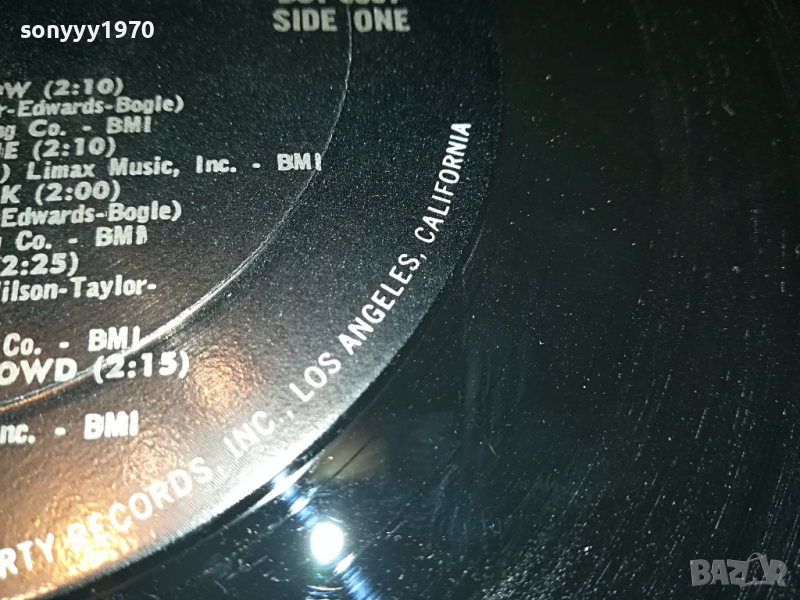 sonyyy1970
SIDE ONE
(2:10)
-Edwards-Bogle)
Co. - BMI
(2:10)
) Limax Music, Inc. - BMI
K (2:00)
Edwards-Bogle)
Co. - BMI
2:25)
ilson-Taylor-
Co. - BMI
OWD (2:15)
nc. - BMI
RTY RECORDS, INC., LOS ANGELES, CALIFORNIA
BAZAR